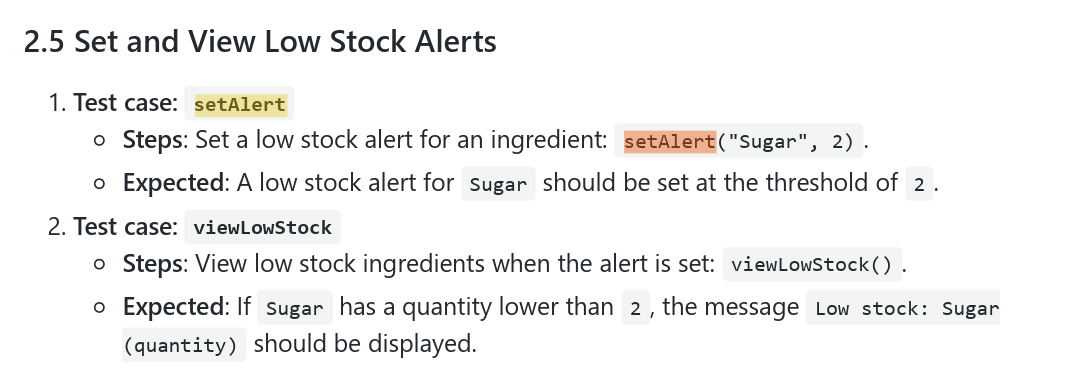 2.5 Set and View Low Stock Alerts
1. Test case: setAlert
Steps: Set a low stock alert for an ingredient: setAlert("Sugar", 2).
Expected: A low stock alert for Sugar should be set at the threshold of 2.
2. Test case: viewLowStock
Steps: View low stock ingredients when the alert is set: viewLowStock().
Expected: If Sugar has a quantity lower than 2, the message Low stock: Sugar
(quantity) should be displayed.